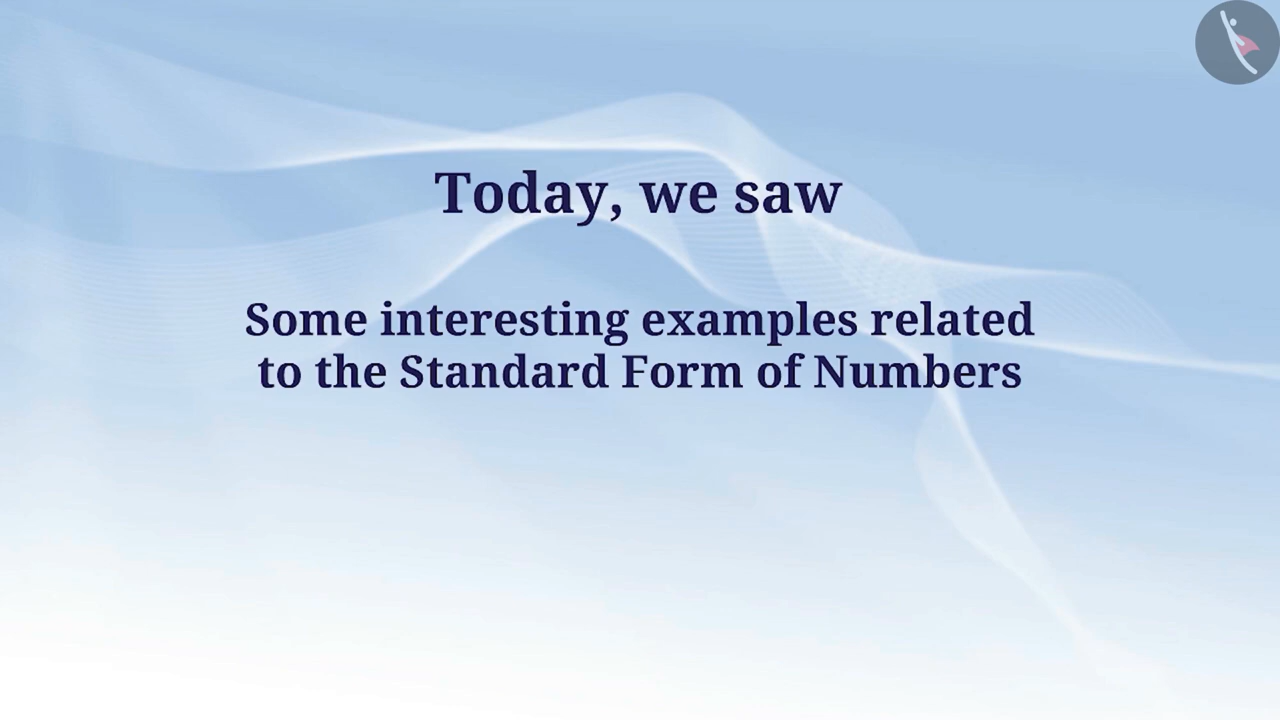 Today, we saw
Some interesting examples related
to the Standard Form of Numbers